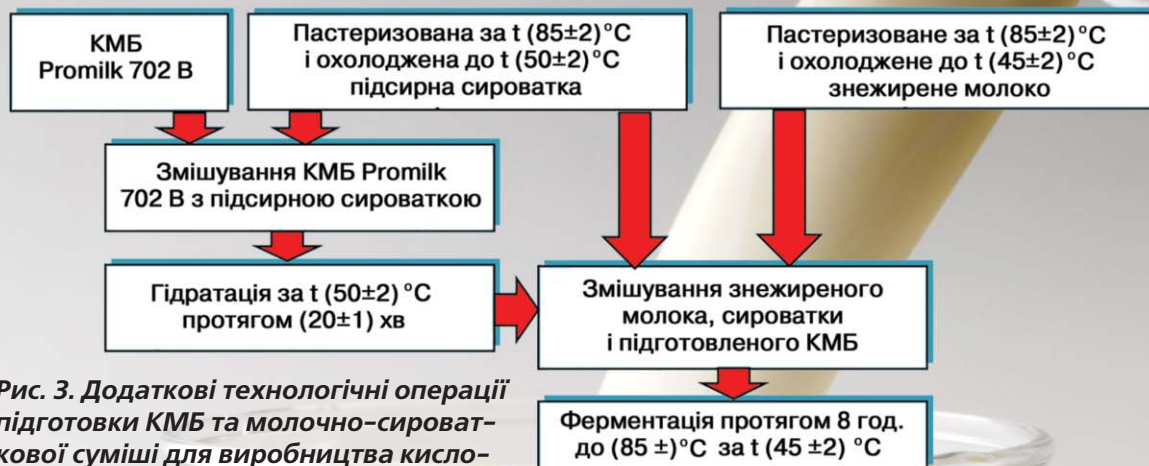 КМБ
Promilk 702 В
Пастеризована за t (85±2)°С
і охолоджена до t (50±2)°С
підсирна сироватка
Пастеризоване за t (85±2)°С
і охолоджене до t (45±2)°С
знежирене молоко
Змішування КМБ Promilk
702 В з підсирною сироваткою
Гідратація за t (50±2) °С
протягом (20±1) хв
Змішування знежиреного
молока, сироватки
і підготовленого КМБ
Ферментація протягом 8 год.
до (85 ±)°С за t (45 ±2) °С
Рис. 3. Додаткові технологічні операції
підготовки КМБ та молочно-сироват-
кової суміші для виробництва кисло-